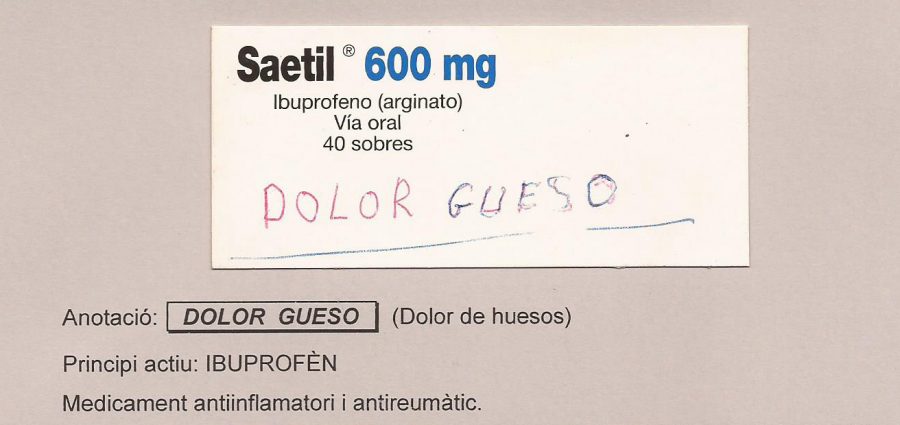 Saetil® 600 mg
Ibuprofeno (arginato)
Vía oral
40 sobres
DOLOR GUESO
Anotació: DOLOR GUESO (Dolor de huesos)
Principi actiu: IBUPROFÈN
Medicament antiinflamatori i antireumàtic.